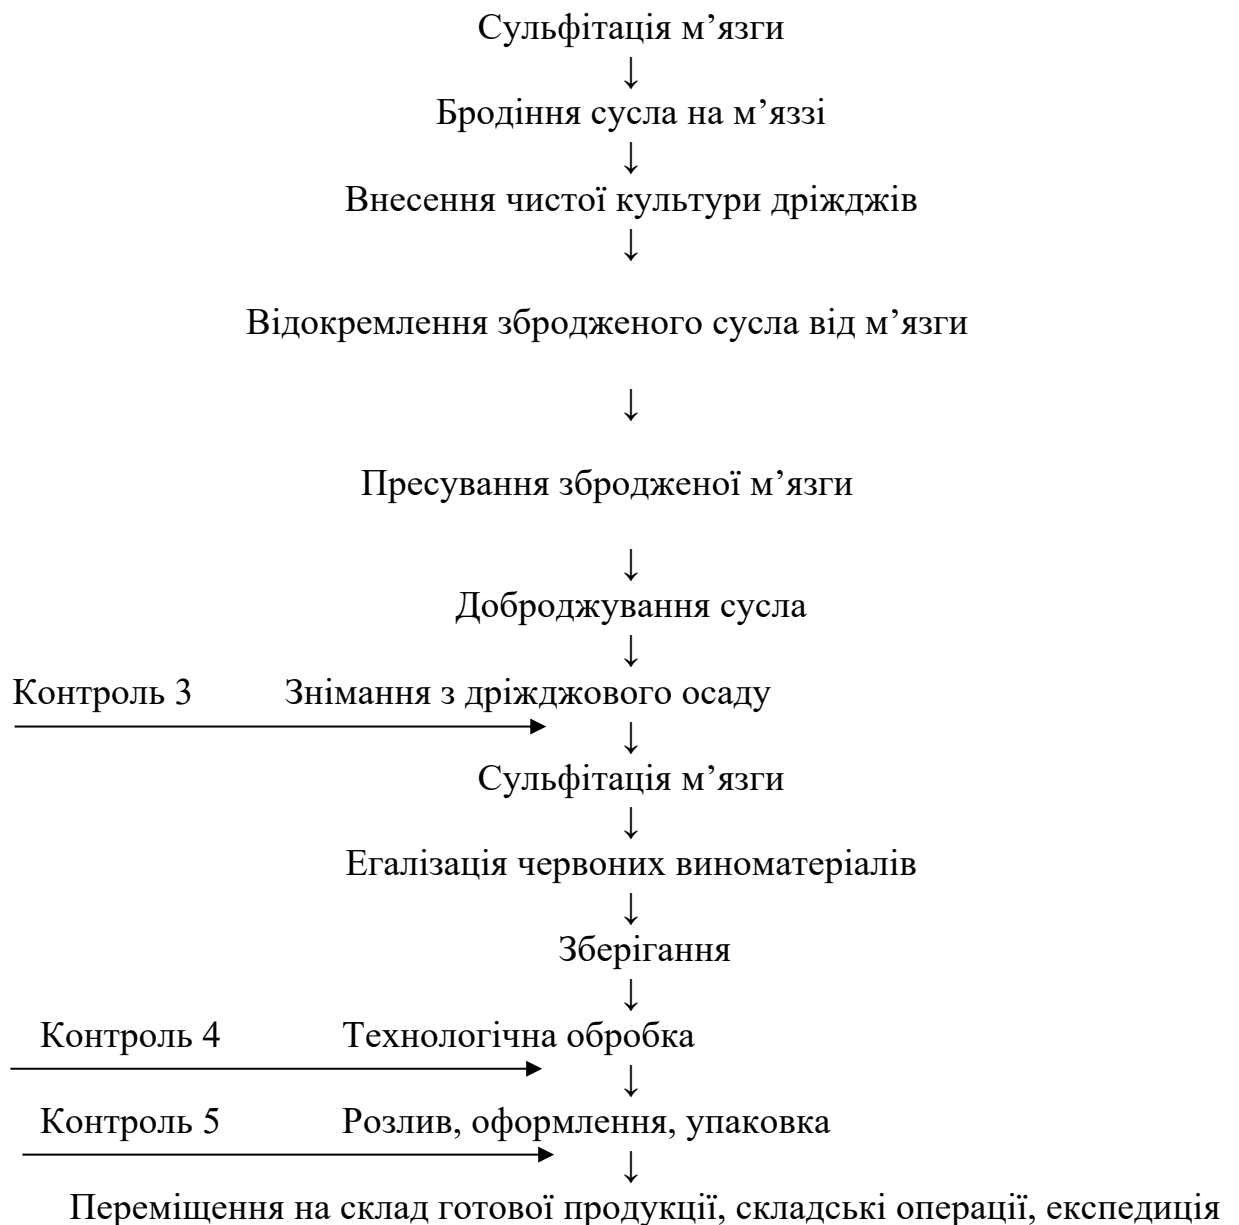 Сульфітація м’язги
↓
Бродіння сусла на м’яззі
↓
Внесення чистої культури дріжджів
↓
Відокремлення збродженого сусла від м’язги
↓
Пресування збродженої м’язги
↓
Доброджування сусла
↓
Контроль 3 Знімання з дріжджового осаду
↓
Сульфітація м’язги
↓
Егалізація червоних виноматеріалів
↓
Зберігання
↓
Контроль 4 Технологічна обробка
↓
Контроль 5 Розлив, оформлення, упаковка
↓
Переміщення на склад готової продукції, складські операції, експедиція